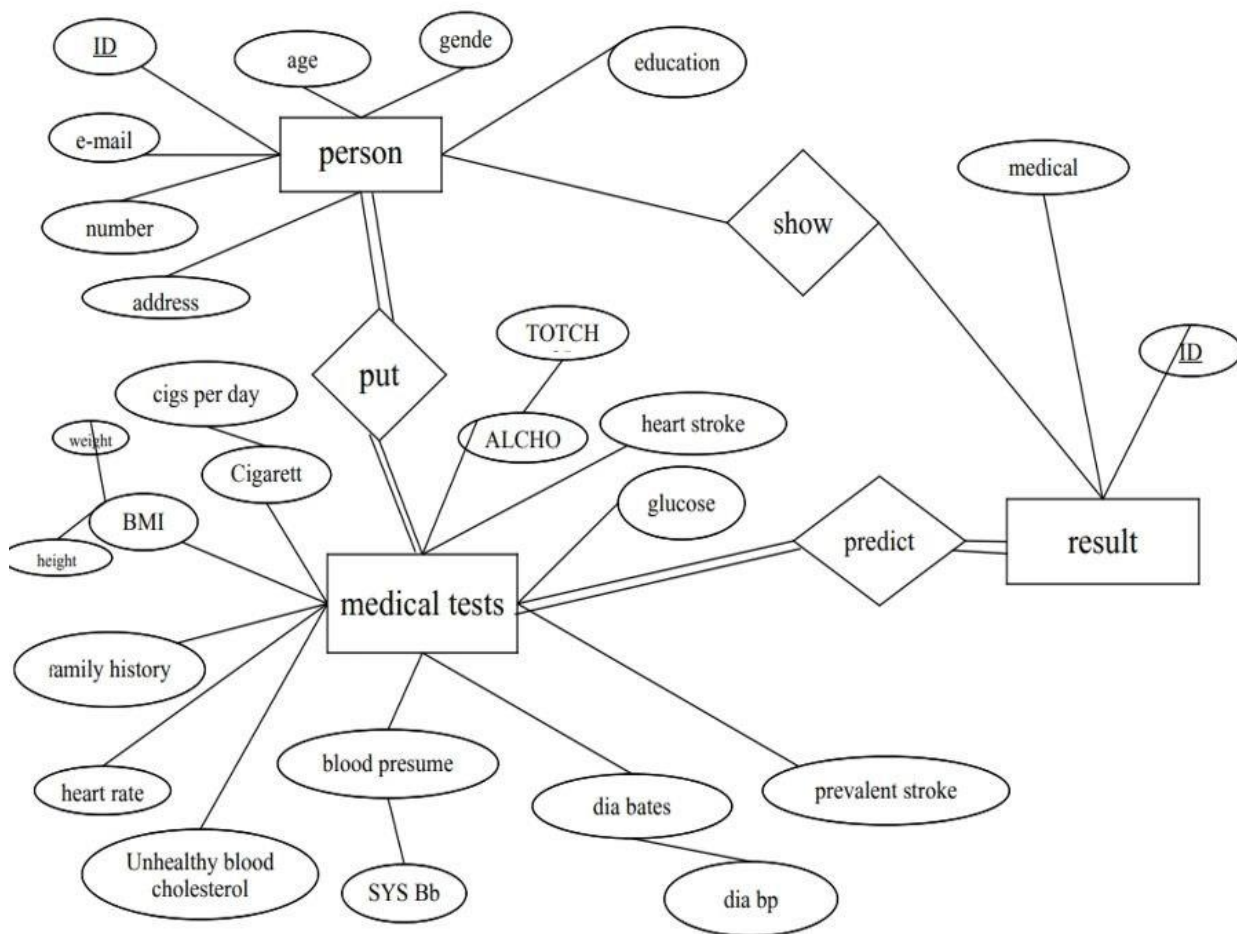 ID
age
gende
education
e-mail
person
medical
number
show
address
TOTCH
put
ID
cigs per day
heart stroke
weight
ALCHO
Cigarett
glucose
BMI
height
predict
result
medical tests
family history
blood presume
heart rate
dia bates
prevalent stroke
Unhealthy blood
cholesterol
SYS Bb
dia bp